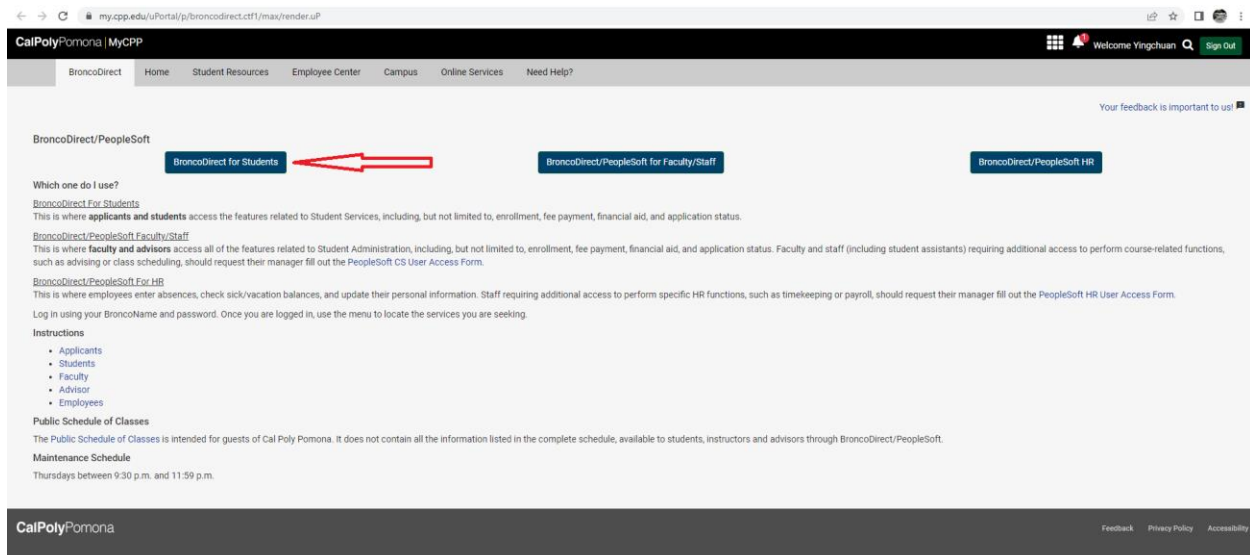 my.cpp.edu/uPortal/p/broncodirect.ctf1/max/render.uP
CalPolyPomona | MyCPP
1
Welcome Yingchuan
Sign Out
BroncoDirect Home Student Resources Employee Center Campus Online Services Need Help?
Your feedback is important to us!
BroncoDirect/PeopleSoft
BroncoDirect for Students BroncoDirect/PeopleSoft for Faculty/Staff BroncoDirect/PeopleSoft HR
Which one do I use?
BroncoDirect For Students
This is where applicants and students access the features related to Student Services, including, but not limited to, enrollment, fee payment, financial aid, and application status.
BroncoDirect/PeopleSoft Faculty/Staff
This is where faculty and advisors access all of the features related to Student Administration, including, but not limited to, enrollment, fee payment, financial aid, and application status. Faculty and staff (including student assistants) requiring additional access to perform course-related functions,
such as advising or class scheduling, should request their manager fill out the PeopleSoft CS User Access Form.
BroncoDirect/PeopleSoft For HR
This is where employees enter absences, check sick/vacation balances, and update their personal information. Staff requiring additional access to perform specific HR functions, such as timekeeping or payroll, should request their manager fill out the PeopleSoft HR User Access Form.
Log in using your BroncoName and password. Once you are logged in, use the menu to locate the services you are seeking.
Instructions
• Applicants
• Students
• Faculty
• Advisor
• Employees
Public Schedule of Classes
The Public Schedule of Classes is intended for guests of Cal Poly Pomona. It does not contain all the information listed in the complete schedule, available to students, instructors and advisors through BroncoDirect/PeopleSoft.
Maintenance Schedule
Thursdays between 9:30 p.m. and 11:59 p.m.
CalPolyPomona
Feedback Privacy Policy Accessibility